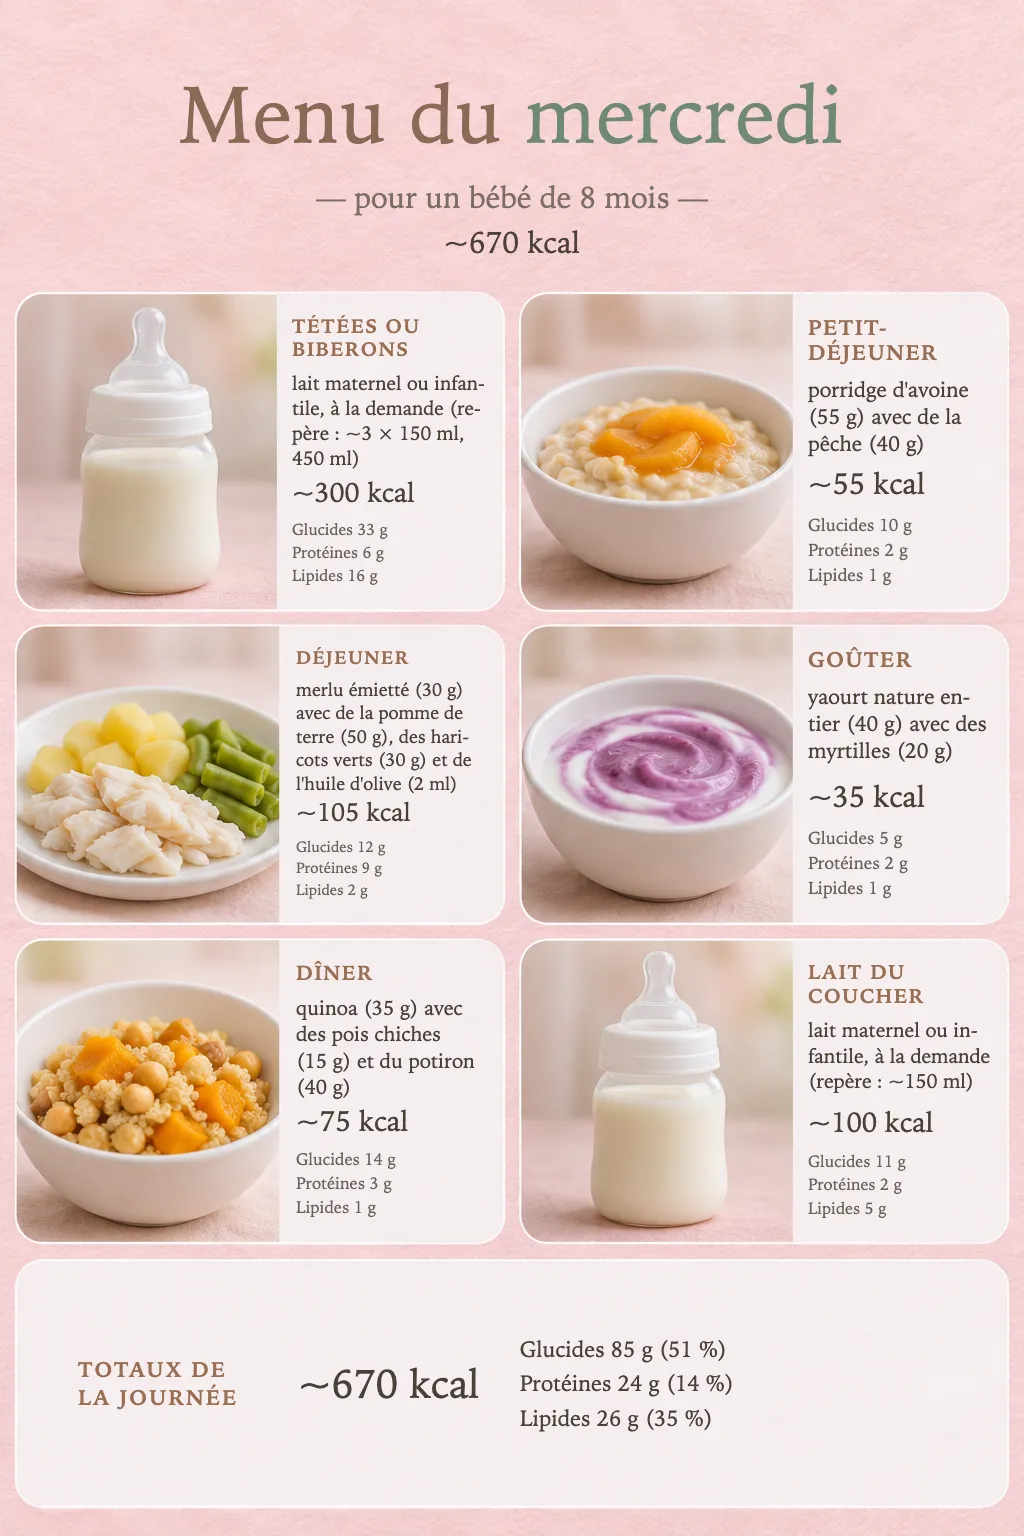 Menu du mercredi
— pour un bébé de 8 mois —
~670 kcal
TÉTÉES OU
BIBERONS
lait maternel ou infan-
tile, à la demande (re-
père : ~3 × 150 ml,
450 ml)
~300 kcal
Glucides 33 g
Protéines 6 g
Lipides 16 g
PETIT-
DÉJEUNER
porridge d'avoine
(55 g) avec de la
pêche (40 g)
~55 kcal
Glucides 10 g
Protéines 2 g
Lipides 1 g
DÉJEUNER
merlu émietté (30 g)
avec de la pomme de
terre (50 g), des hari-
cots verts (30 g) et de
l'huile d'olive (2 ml)
~105 kcal
Glucides 12 g
Protéines 9 g
Lipides 2 g
GOÛTER
yaourt nature en-
tier (40 g) avec des
myrtilles (20 g)
~35 kcal
Glucides 5 g
Protéines 2 g
Lipides 1 g
DÎNER
quinoa (35 g) avec
des pois chiches
(15 g) et du potiron
(40 g)
~75 kcal
Glucides 14 g
Protéines 3 g
Lipides 1 g
LAIT DU
COUCHER
lait maternel ou in-
fantile, à la demande
(repère : ~150 ml)
~100 kcal
Glucides 11 g
Protéines 2 g
Lipides 5 g
TOTAUX DE
LA JOURNÉE
~670 kcal
Glucides 85 g (51 %)
Protéines 24 g (14 %)
Lipides 26 g (35 %)